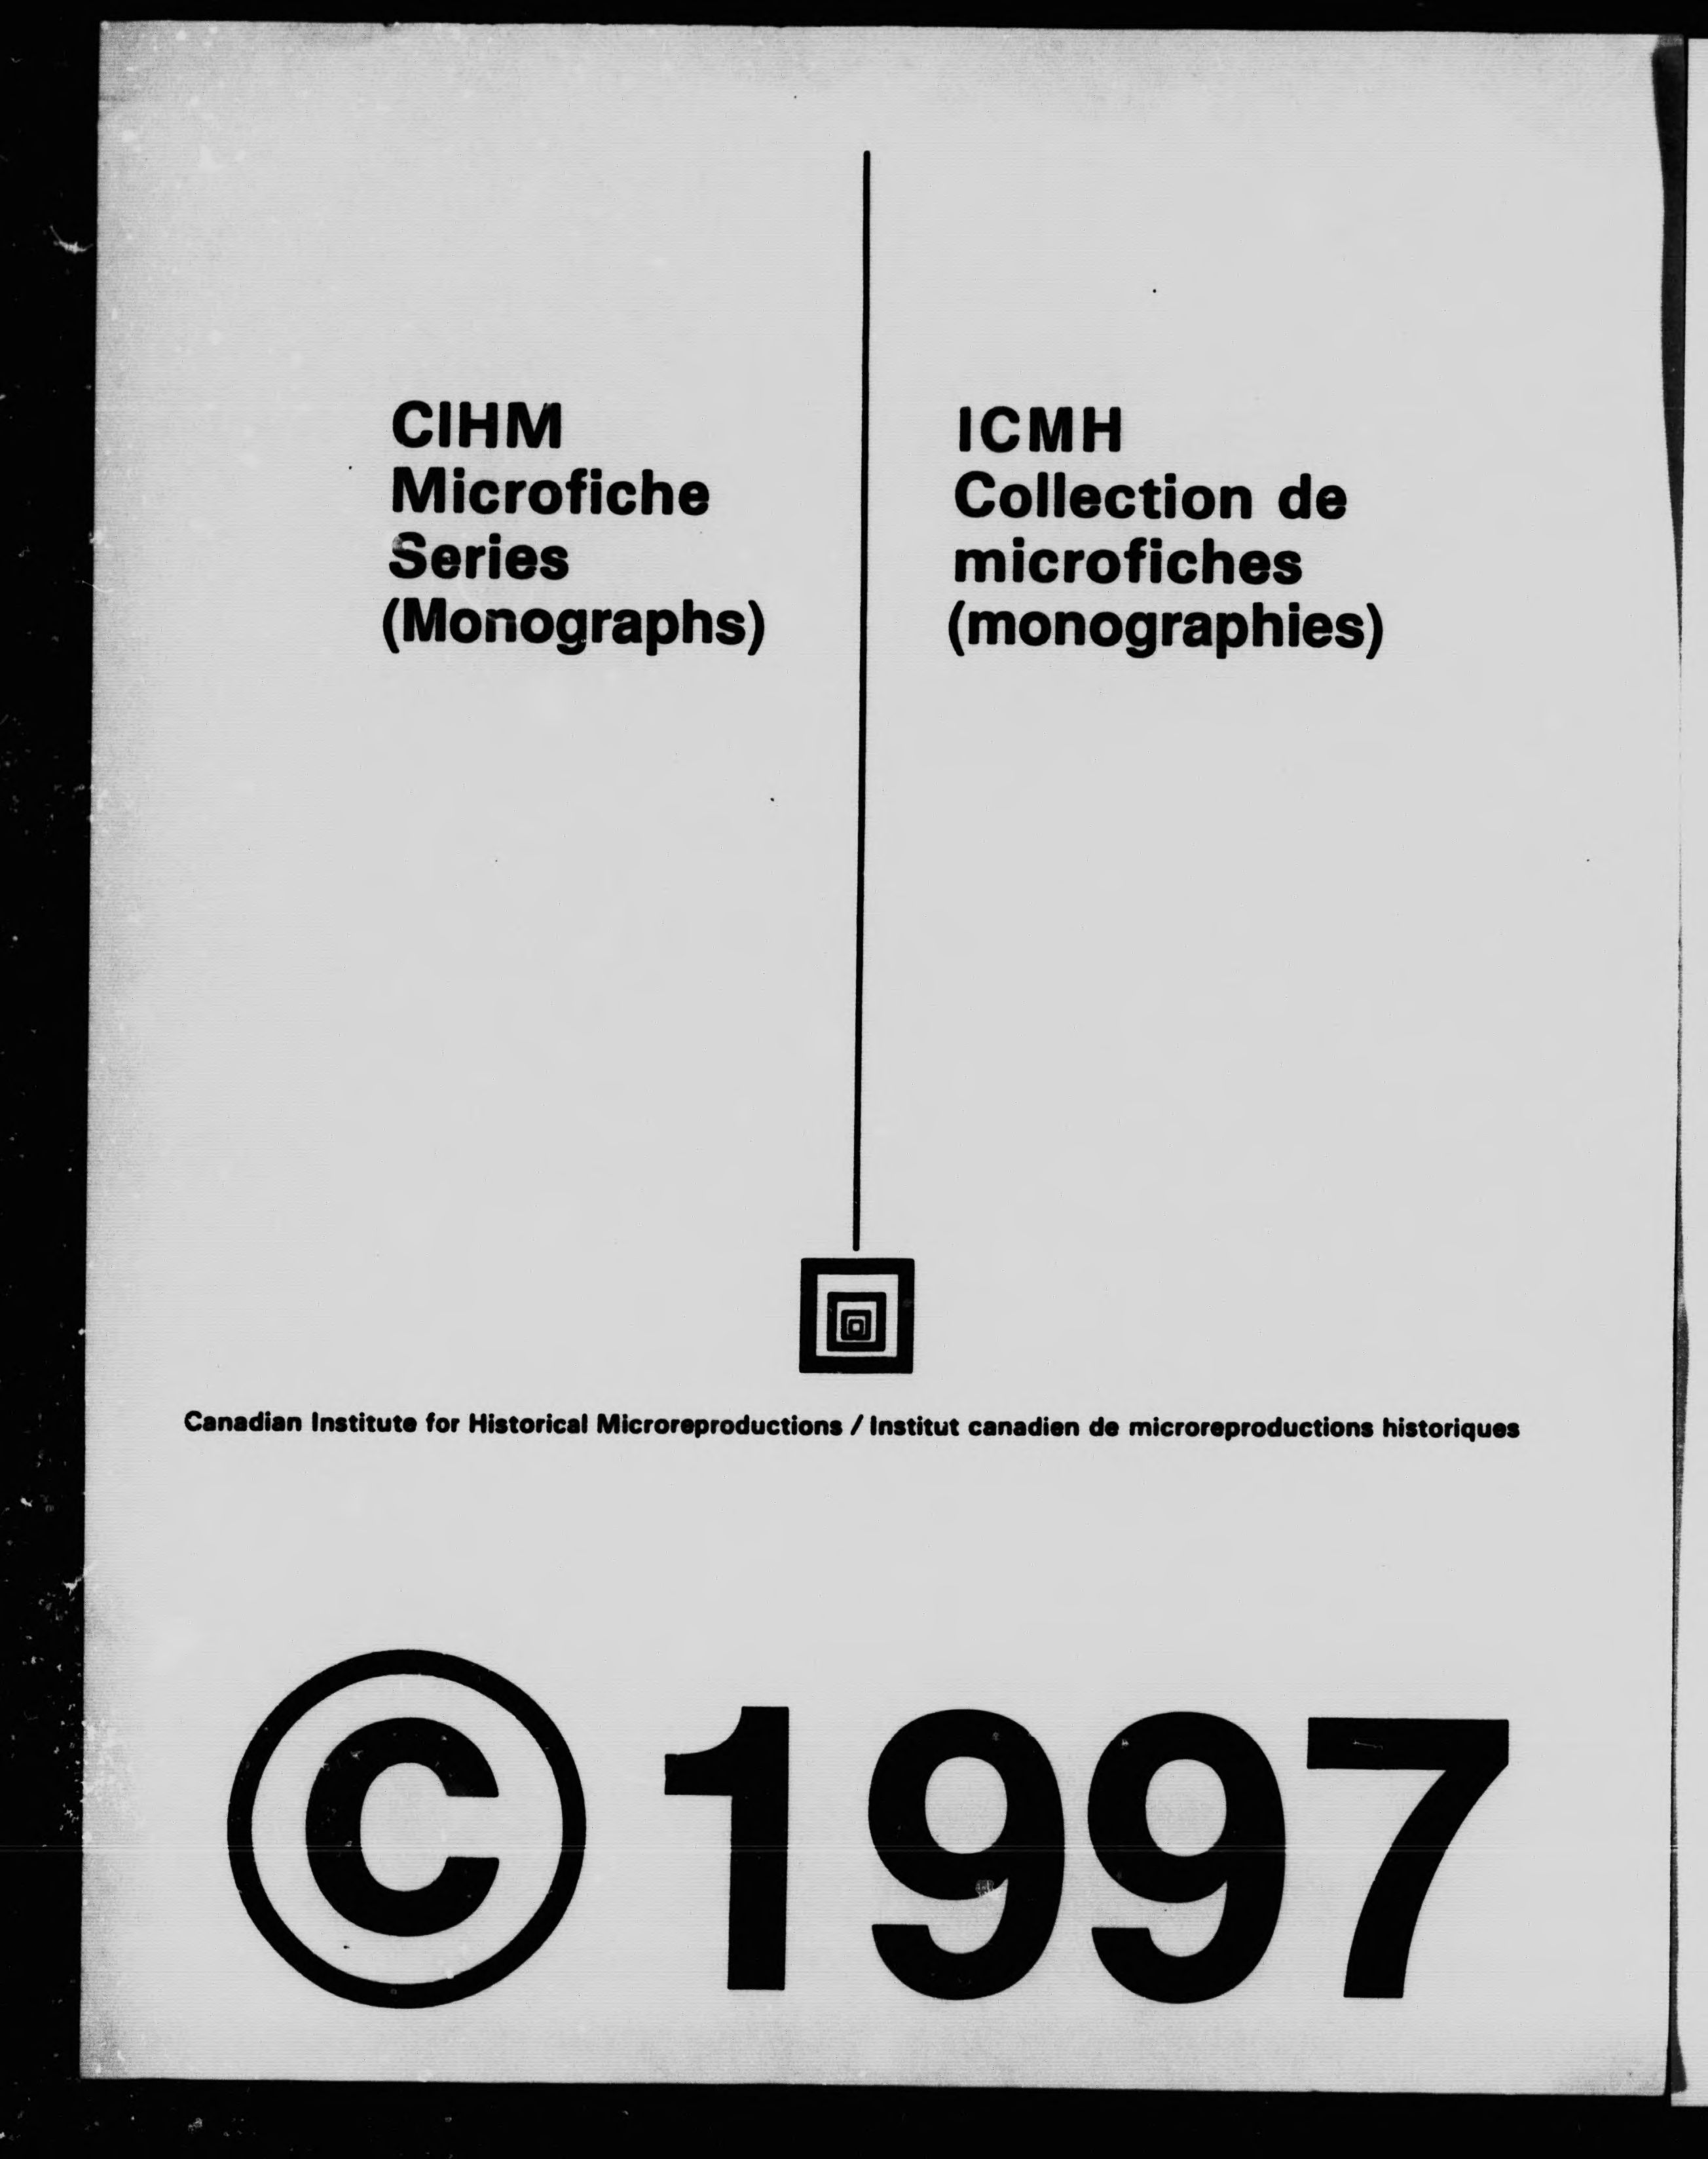 CIHM
Microfiche
Series
(Monographs)
ICMH
Collection de
microfiches
(monographies)
Canadian Institute for Historical Microreproductions / Institut canadien de microreproductions historiques
© 1997